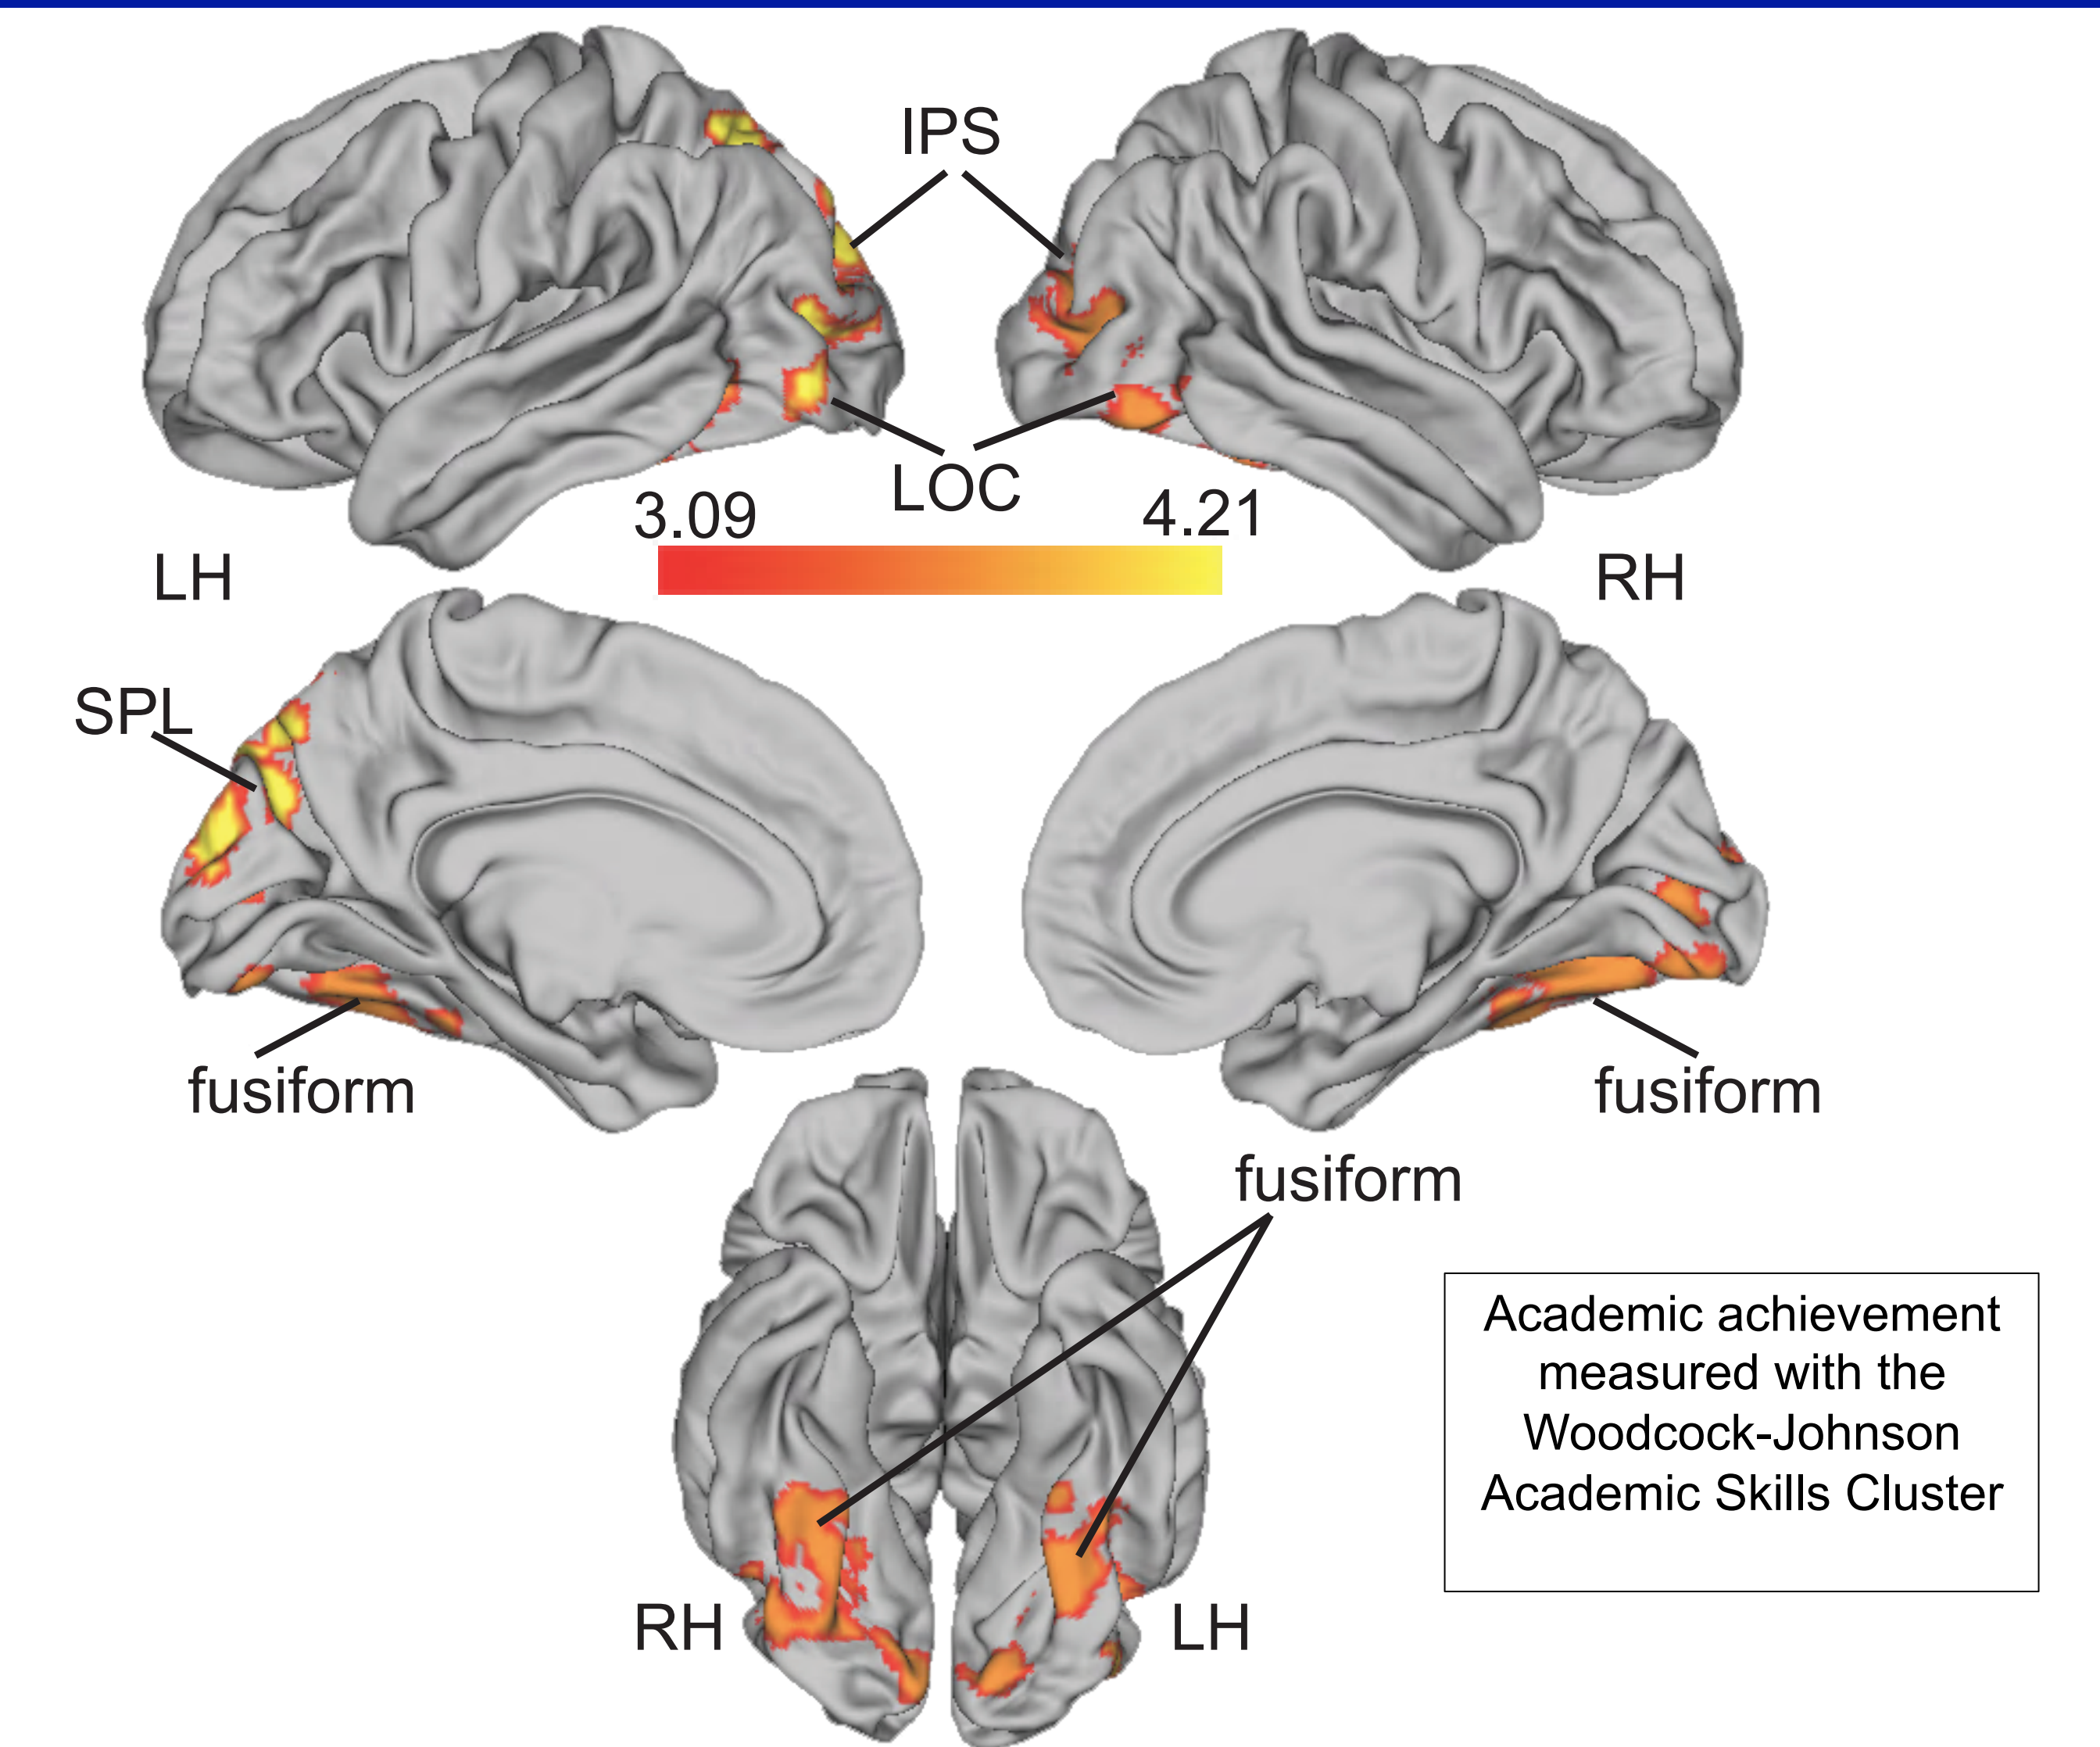 IPS
LOC
3.09
4.21
LH
RH
SPL
fusiform
fusiform
fusiform
Academic achievement
measured with the
Woodcock-Johnson
Academic Skills Cluster
RH
LH